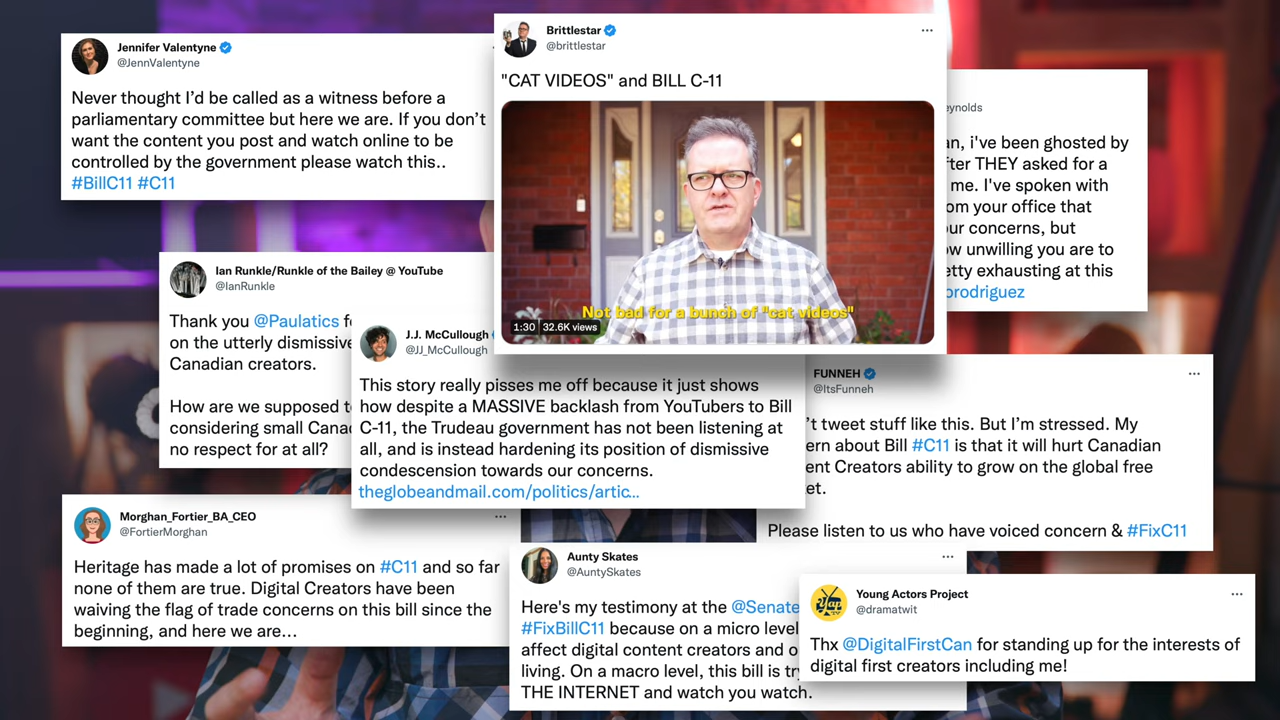 Jennifer Valentyne
@JennValentyne
Never thought I'd be called as a witness before a
parliamentary committee but here we are. If you don't
want the content you post and watch online to be
controlled by the government please watch this..
#BillC11 #C11
Brittlestar
@brittlestar
"CAT VIDEOS" and BILL C-11
Not bad for a bunch of "cat videos"
1:30 32.6K views
eynolds
an, i've been ghosted by
fter THEY asked for a
me. I've spoken with
om your office that
ur concerns, but
ow unwilling you are to
etty exhausting at this
prodriguez
Ian Runkle/Runkle of the Bailey @ YouTube
@IanRunkle
Thank you @Paulatics f
on the utterly dismissive
Canadian creators.
How are we supposed t
considering small Cana
no respect for at all?
J.J. McCullough
@JJ_McCullough
This story really pisses me off because it just shows
how despite a MASSIVE backlash from YouTubers to Bill
C-11, the Trudeau government has not been listening at
all, and is instead hardening its position of dismissive
condescension towards our concerns.
theglobeandmail.com/politics/artic...
FUNNEH
@ItsFunneh
't tweet stuff like this. But I'm stressed. My
ern about Bill #C11 is that it will hurt Canadian
ent Creators ability to grow on the global free
et.
Please listen to us who have voiced concern & #FixC11
Morghan_Fortier_BA_CEO
@FortierMorghan
Heritage has made a lot of promises on #C11 and so far
none of them are true. Digital Creators have been
waiving the flag of trade concerns on this bill since the
beginning, and here we are...
Aunty Skates
@AuntySkates
Here's my testimony at the @Senate
#FixBillC11 because on a micro level
affect digital content creators and o
living. On a macro level, this bill is try
THE INTERNET and watch you watch.
Young Actors Project
@dramatwit
Thx @DigitalFirstCan for standing up for the interests of
digital first creators including me!